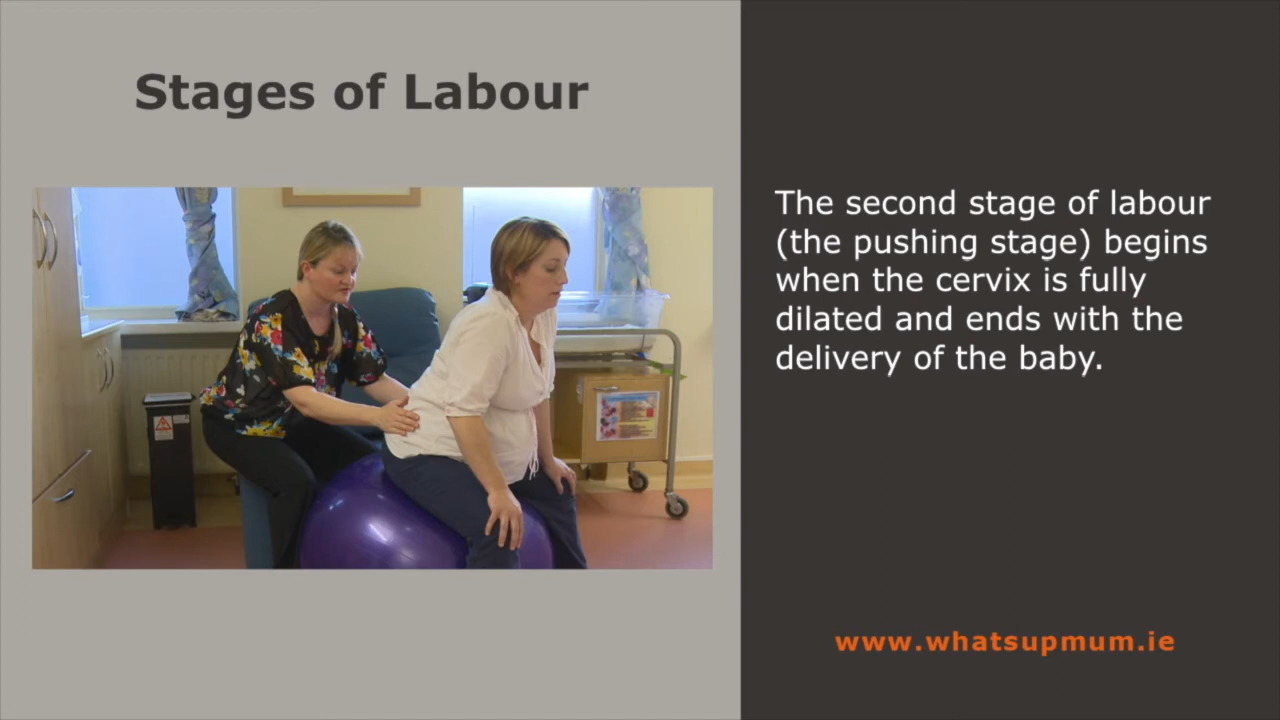 Stages of Labour
The second stage of labour
(the pushing stage) begins
when the cervix is fully
dilated and ends with the
delivery of the baby.
www.whatsupmum.ie